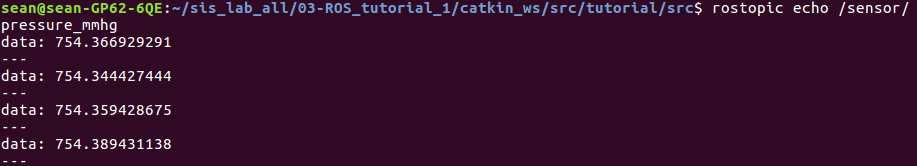 sean@sean-GP62-6QE:~/sis_lab_all/03-ROS_tutorial_1/catkin_ws/src/tutorial/src$ rostopic echo /sensor/
pressure_mmhg
data: 754.366929291
---
data: 754.344427444
---
data: 754.359428675
---
data: 754.389431138
---